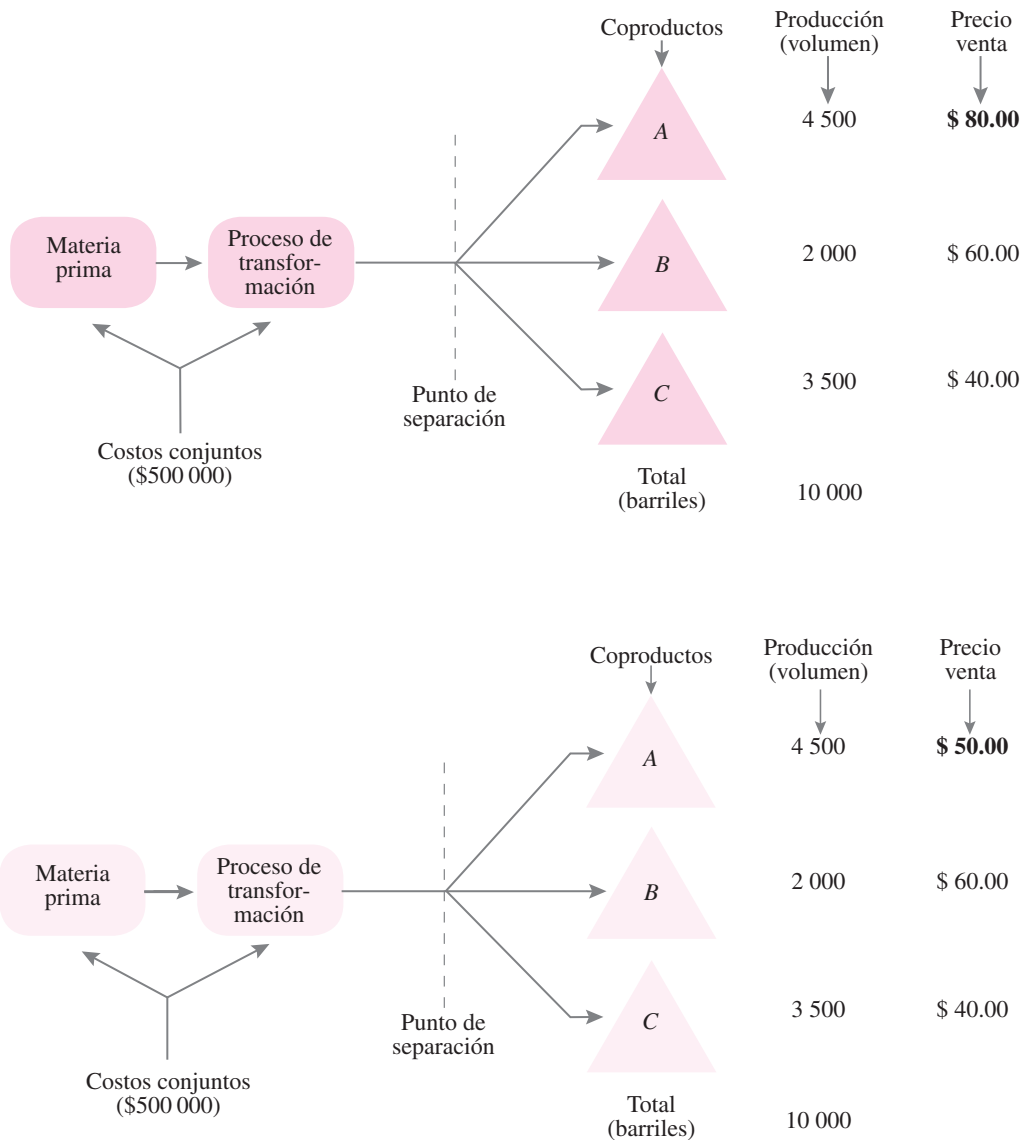 Coproductos
Producción
(volumen)
Precio
venta
A
4 500
$ 80.00
Materia
prima
Proceso de
transfor-
mación
B
2 000
$ 60.00
C
3 500
$ 40.00
Punto de
separación
Costos conjuntos
($500 000)
Total
(barriles)
10 000
Coproductos
Producción
(volumen)
Precio
venta
A
4 500
$ 50.00
Materia
prima
Proceso de
transfor-
mación
B
2 000
$ 60.00
C
3 500
$ 40.00
Punto de
separación
Costos conjuntos
($500 000)
Total
(barriles)
10 000